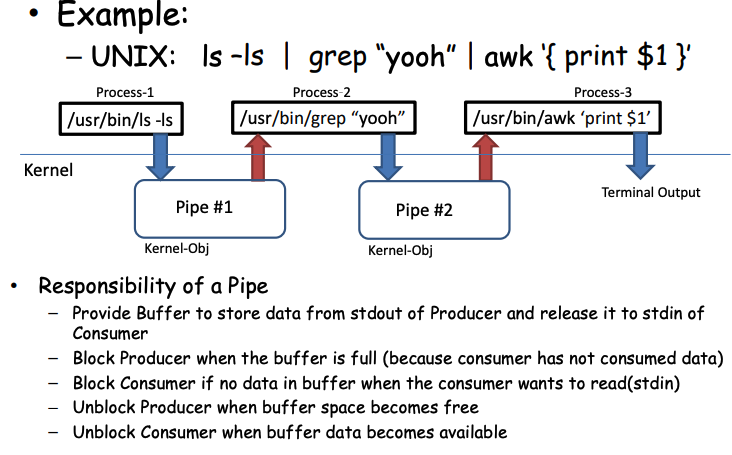 • Example:
– UNIX: ls –ls | grep “yooh” | awk ‘{ print $1 }’
Process-1 Process-2 Process-3
/usr/bin/ls -ls /usr/bin/grep “yooh” /usr/bin/awk ‘print $1’
Kernel
Terminal Output
Pipe #1 Pipe #2
Kernel-Obj Kernel-Obj
• Responsibility of a Pipe
– Provide Buffer to store data from stdout of Producer and release it to stdin of
Consumer
– Block Producer when the buffer is full (because consumer has not consumed data)
– Block Consumer if no data in buffer when the consumer wants to read(stdin)
– Unblock Producer when buffer space becomes free
– Unblock Consumer when buffer data becomes available